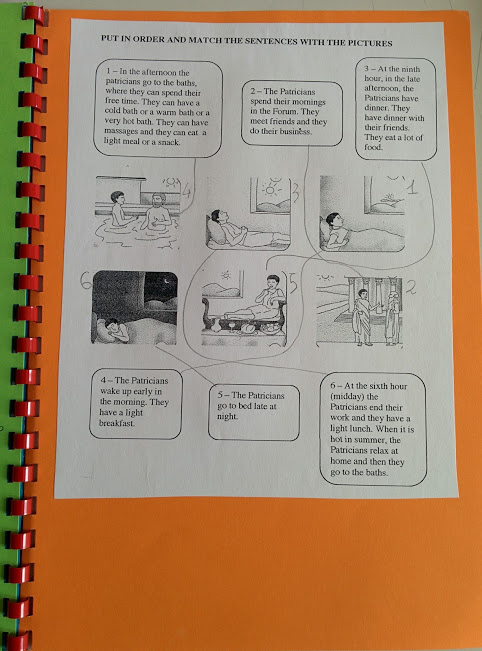 PUT IN ORDER AND MATCH THE SENTENCES WITH THE PICTURES
1 – In the afternoon the
patricians go to the baths,
where they can spend their
free time. They can have a
cold bath or a warm bath or a
very hot bath. They can have
massages and they can eat a
light meal or a snack.
2 – The Patricians
spend their mornings
in the Forum. They
meet friends and they
do their business.
3 – At the ninth
hour, in the late
afternoon, the
Patricians have
dinner. They
have dinner with
their friends.
They eat a lot of
food.
4
3
1
6
5
2
4 – The Patricians
wake up early in
the morning. They
have a light
breakfast.
5 – The Patricians
go to bed late at
night.
6 – At the sixth hour
(midday) the
Patricians end their
work and they have a
light lunch. When it is
hot in summer, the
Patricians relax at
home and then they
go to the baths.